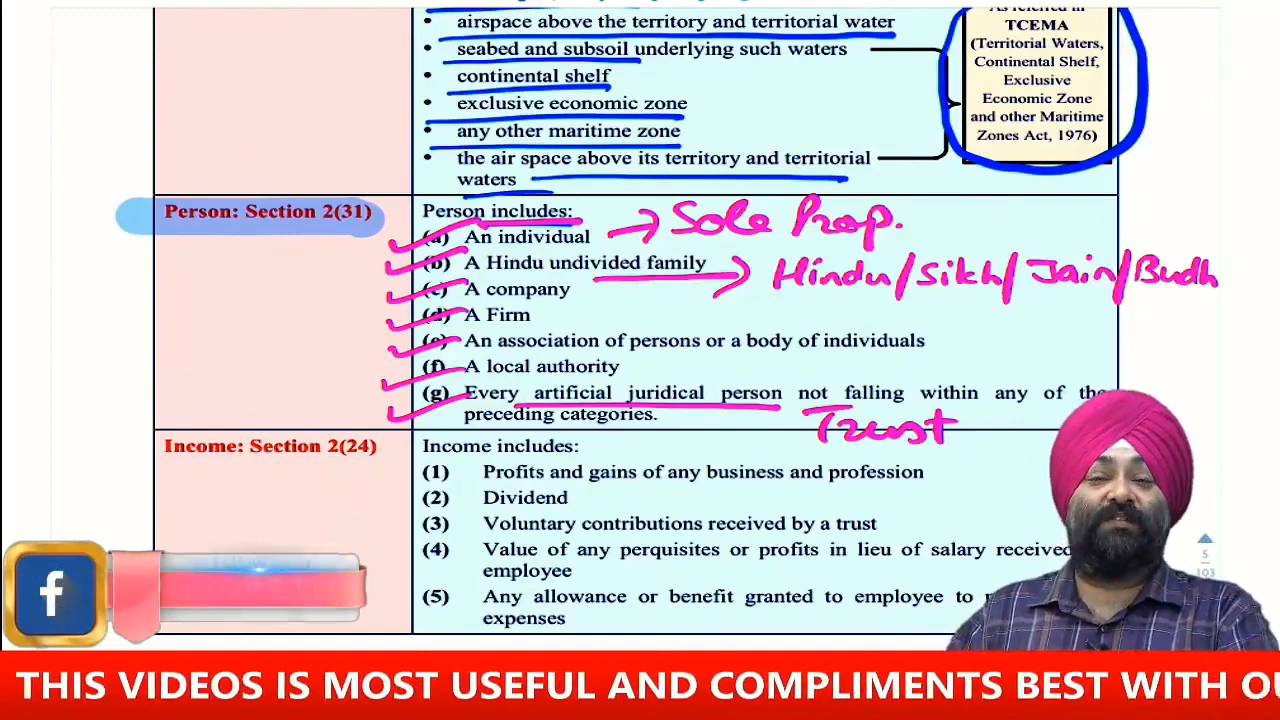 airspace above the territory and territorial water
seabed and subsoil underlying such waters
continental shelf
exclusive economic zone
any other maritime zone
the air space above its territory and territorial
waters
As referred in
TCEMA
(Territorial Waters,
Continental Shelf,
Exclusive
Economic Zone
and other Maritime
Zones Act, 1976)
Person: Section 2(31)
Person includes:
(a) An individual → Sole Prop.
(b) A Hindu undivided family → Hindu/Sikh/Jain/Budh
(c) A company
(d) A Firm
(e) An association of persons or a body of individuals
(f) A local authority
(g) Every artificial juridical person not falling within any of the
preceding categories.
Trust
Income: Section 2(24)
Income includes:
(1) Profits and gains of any business and profession
(2) Dividend
(3) Voluntary contributions received by a trust
(4) Value of any perquisites or profits in lieu of salary received
employee
(5) Any allowance or benefit granted to employee to
expenses
5
103
f
THIS VIDEOS IS MOST USEFUL AND COMPLIMENTS BEST WITH